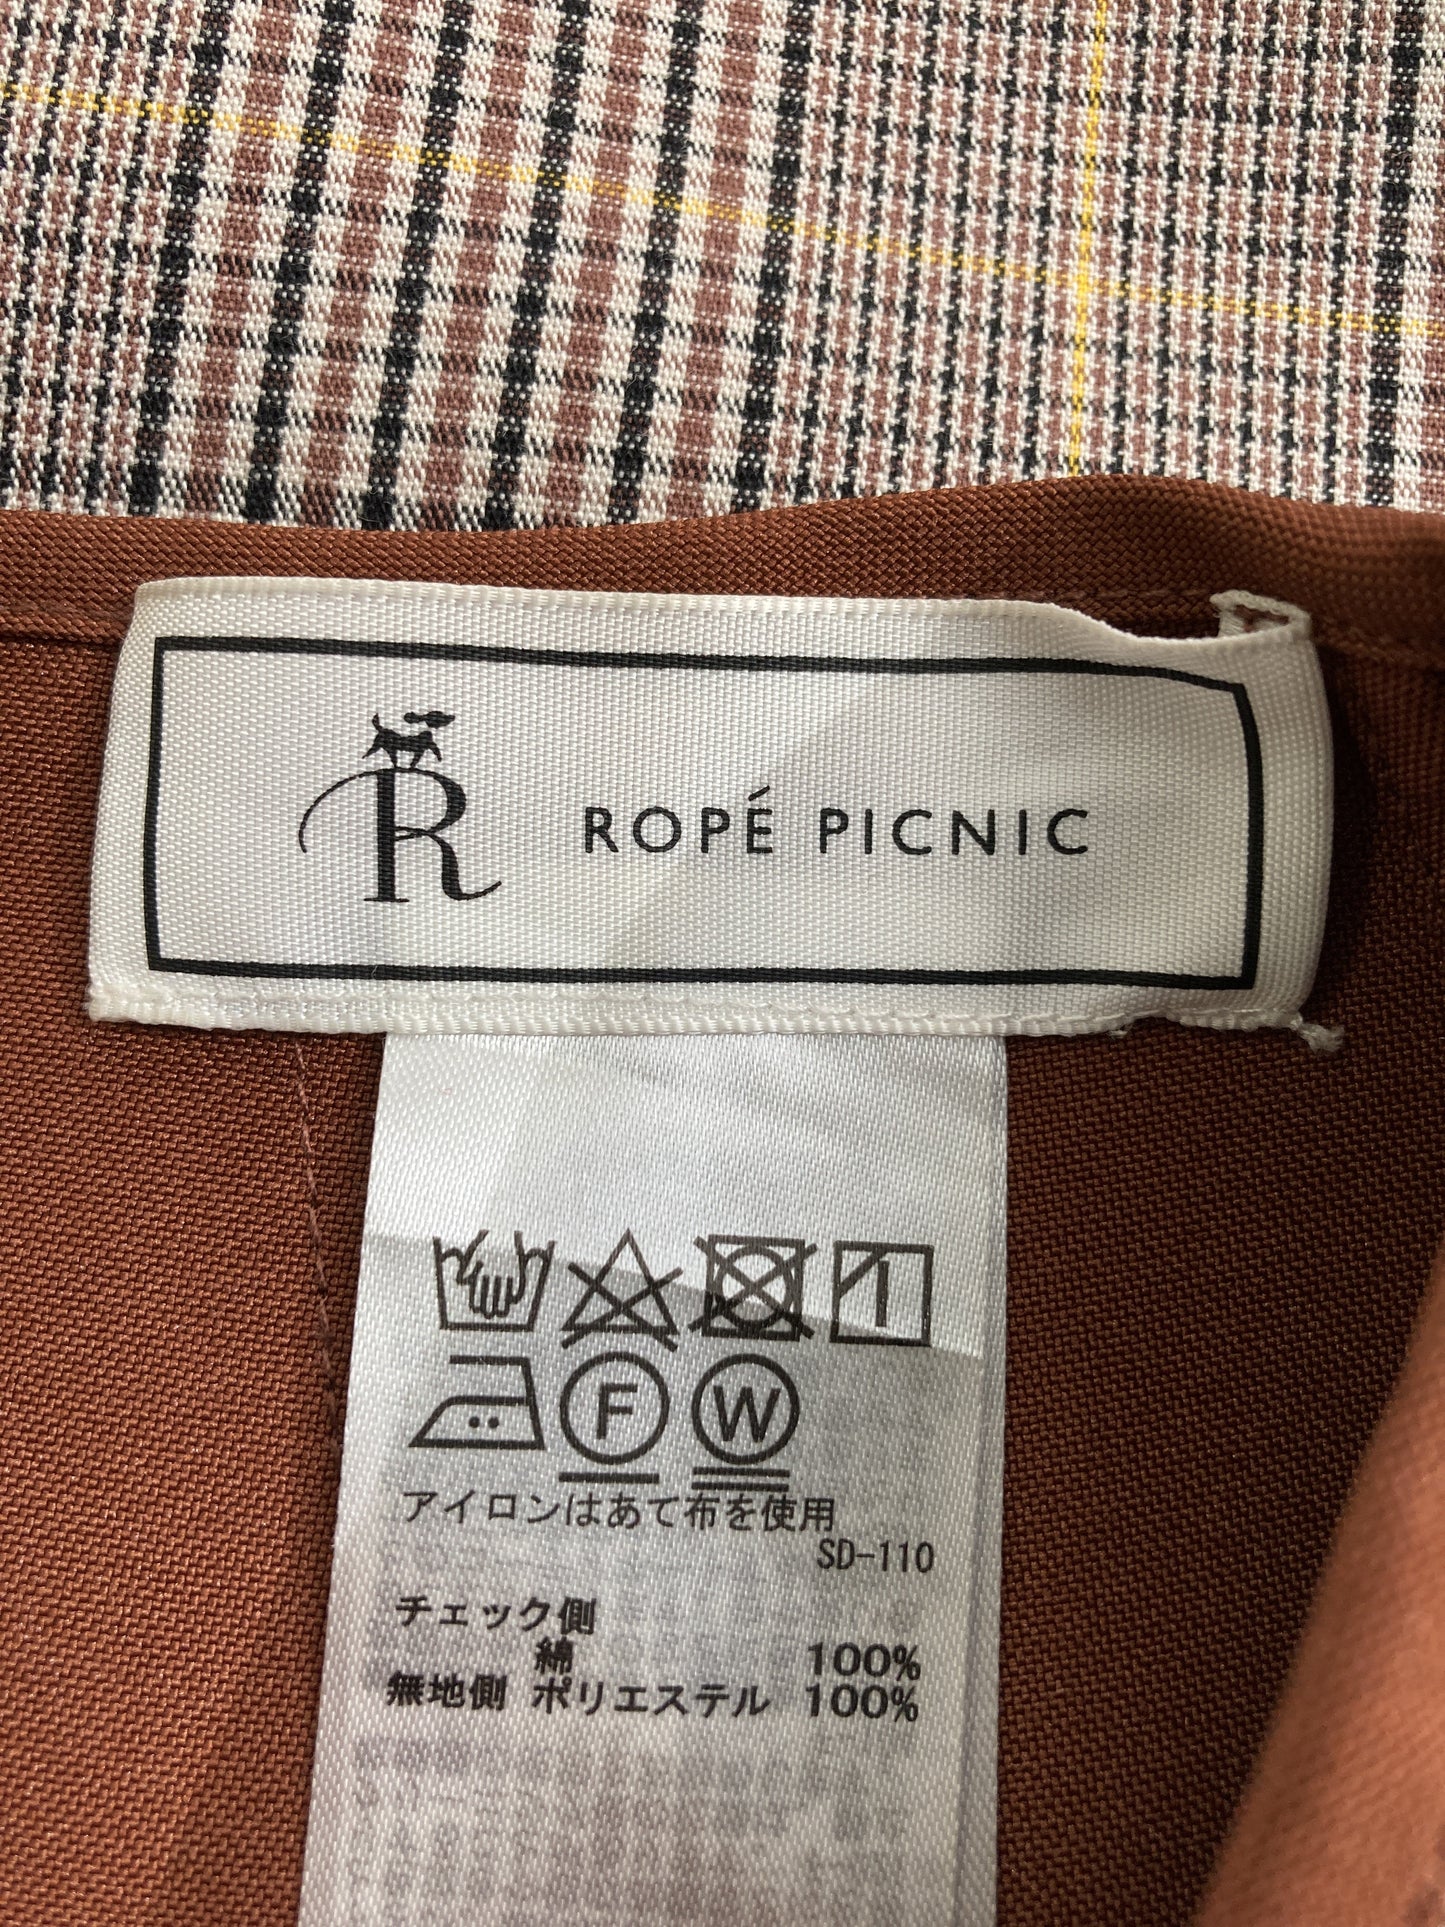 R ROPÉ PICNIC
F W
アイロンはあて布を使用
SD-110
チェック側
綿 100%
無地側 ポリエステル 100%